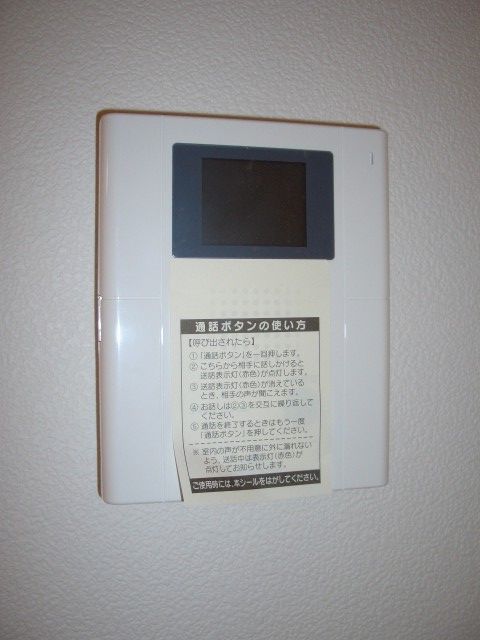 通話ボタンの使い方
【呼び出されたら】
①「通話ボタン」を一回押します。
②こちらから相手に話しかけると
送話表示灯(赤色)が点灯します。
③送話表示灯(赤色)が消えている
とき、相手の声が聞こえます。
④お話しは②③を交互に繰り返して
ください。
⑤通話を終了するときはもう一度
「通話ボタン」を押してください。
※室内の声が不用意に外に漏れない
よう、送話中は表示灯(赤色)が
点灯してお知らせします。
ご使用時には、本シールをはがしてください。